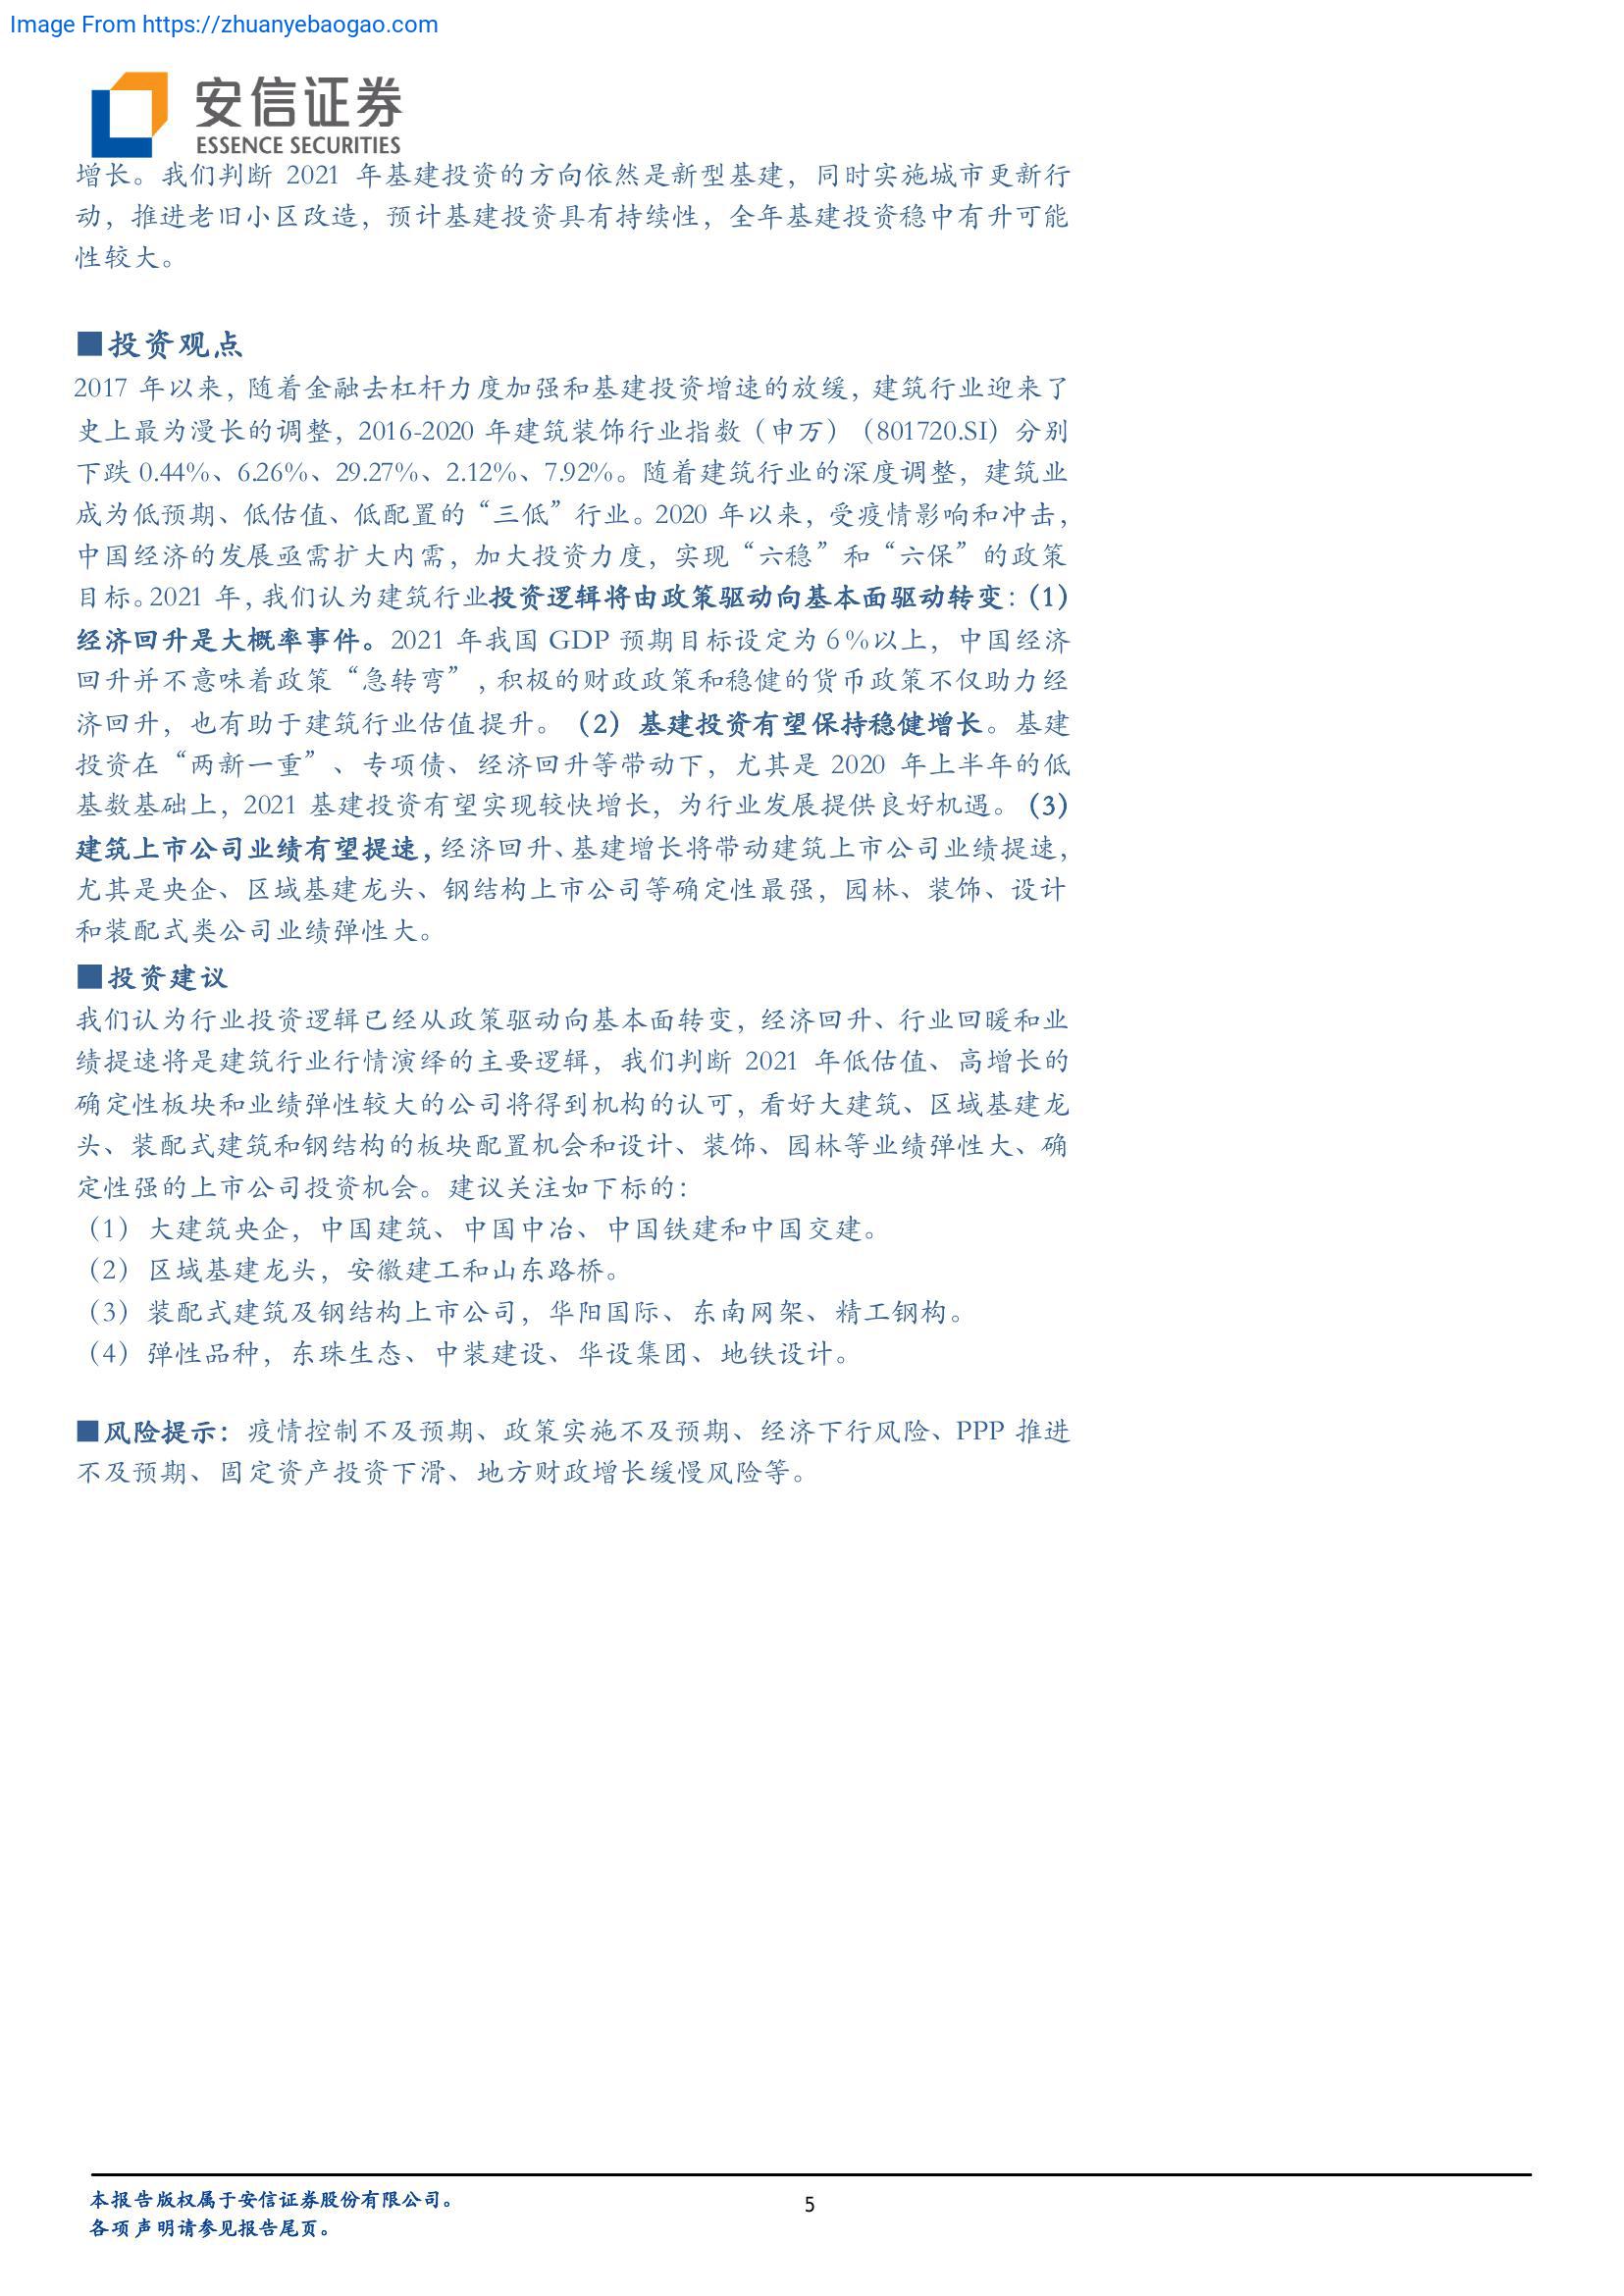 Image From https://zhuanyebaogao.com
安信证券
ESSENCE SECURITIES
增长。我们判断 2021 年基建投资的方向依然是新型基建，同时实施城市更新行
动，推进老旧小区改造，预计基建投资具有持续性，全年基建投资稳中有升可能
性较大。
■投资观点
2017 年以来，随着金融去杠杆力度加强和基建投资增速的放缓，建筑行业迎来了
史上最为漫长的调整，2016-2020 年建筑装饰行业指数（申万）（801720.SI）分别
下跌 0.44%、6.26%、29.27%、2.12%、7.92%。随着建筑行业的深度调整，建筑业
成为低预期、低估值、低配置的“三低”行业。2020 年以来，受疫情影响和冲击，
中国经济的发展亟需扩大内需，加大投资力度，实现“六稳”和“六保”的政策
目标。2021 年，我们认为建筑行业投资逻辑将由政策驱动向基本面驱动转变：（1）
经济回升是大概率事件。2021 年我国 GDP 预期目标设定为 6%以上，中国经济
回升并不意味着政策“急转弯”，积极的财政政策和稳健的货币政策不仅助力经
济回升，也有助于建筑行业估值提升。（2）基建投资有望保持稳健增长。基建
投资在“两新一重”、专项债、经济回升等带动下，尤其是 2020 年上半年的低
基数基础上，2021 基建投资有望实现较快增长，为行业发展提供良好机遇。（3）
建筑上市公司业绩有望提速，经济回升、基建增长将带动建筑上市公司业绩提速，
尤其是央企、区域基建龙头、钢结构上市公司等确定性最强，园林、装饰、设计
和装配式类公司业绩弹性大。
■投资建议
我们认为行业投资逻辑已经从政策驱动向基本面转变，经济回升、行业回暖和业
绩提速将是建筑行业行情演绎的主要逻辑，我们判断 2021 年低估值、高增长的
确定性板块和业绩弹性较大的公司将得到机构的认可，看好大建筑、区域基建龙
头、装配式建筑和钢结构的板块配置机会和设计、装饰、园林等业绩弹性大、确
定性强的上市公司投资机会。建议关注如下标的：
（1）大建筑央企，中国建筑、中国中冶、中国铁建和中国交建。
（2）区域基建龙头，安徽建工和山东路桥。
（3）装配式建筑及钢结构上市公司，华阳国际、东南网架、精工钢构。
（4）弹性品种，东珠生态、中装建设、华设集团、地铁设计。
■风险提示：疫情控制不及预期、政策实施不及预期、经济下行风险、PPP 推进
不及预期、固定资产投资下滑、地方财政增长缓慢风险等。
本报告版权属于安信证券股份有限公司。
5
各项声明请参见报告尾页。